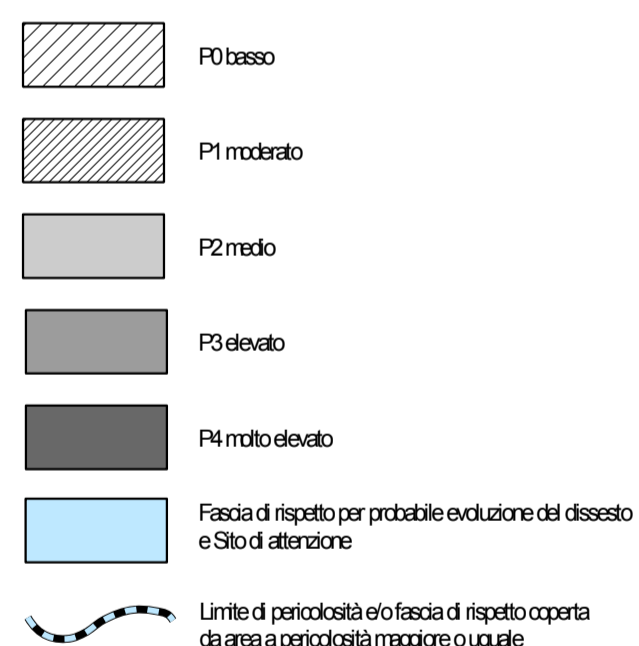 P0 basso
P1 moderato
P2 medio
P3 elevato
P4 molto elevato
Fascia di rispetto per probabile evoluzione del dissesto
e Sito di attenzione
Limite di pericolosità e/o fascia di rispetto coperta
da area a pericolosità maggiore o uguale